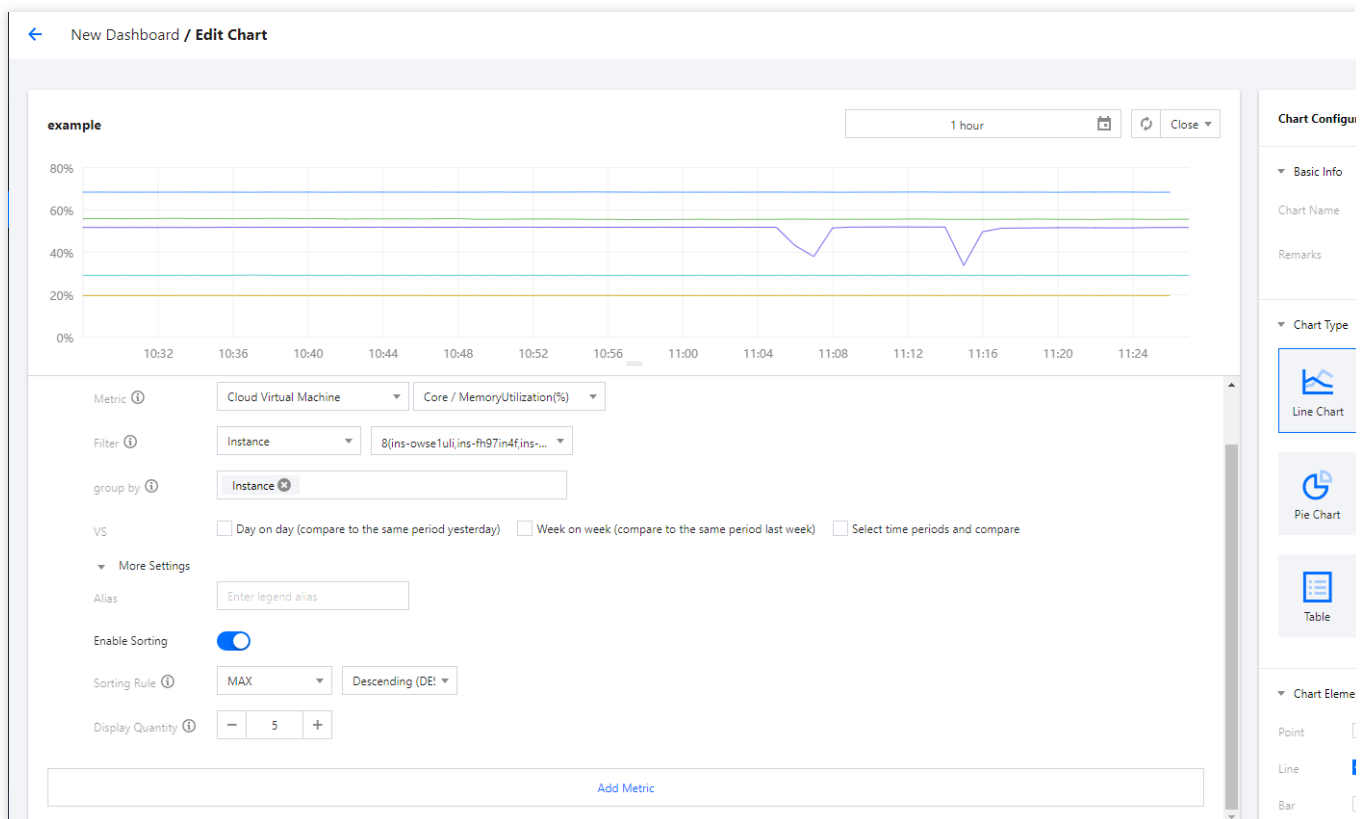 New Dashboard / Edit Chart
example
1 hour
Close
80%
60%
40%
20%
0%
10:32 10:36 10:40 10:44 10:48 10:52 10:56 11:00 11:04 11:08 11:12 11:16 11:20 11:24
Metric Cloud Virtual Machine Core / MemoryUtilization(%)
Filter Instance 8(ins-owse1uli,ins-fh97in4f,ins-...
group by Instance
VS Day on day (compare to the same period yesterday) Week on week (compare to the same period last week) Select time periods and compare
More Settings
Alias Enter legend alias
Enable Sorting
Sorting Rule MAX Descending (DE
Display Quantity 5
Add Metric
Chart Configu
Basic Info
Chart Name
Remarks
Chart Type
Line Chart
Pie Chart
Table
Chart Eleme
Point
Line
Bar